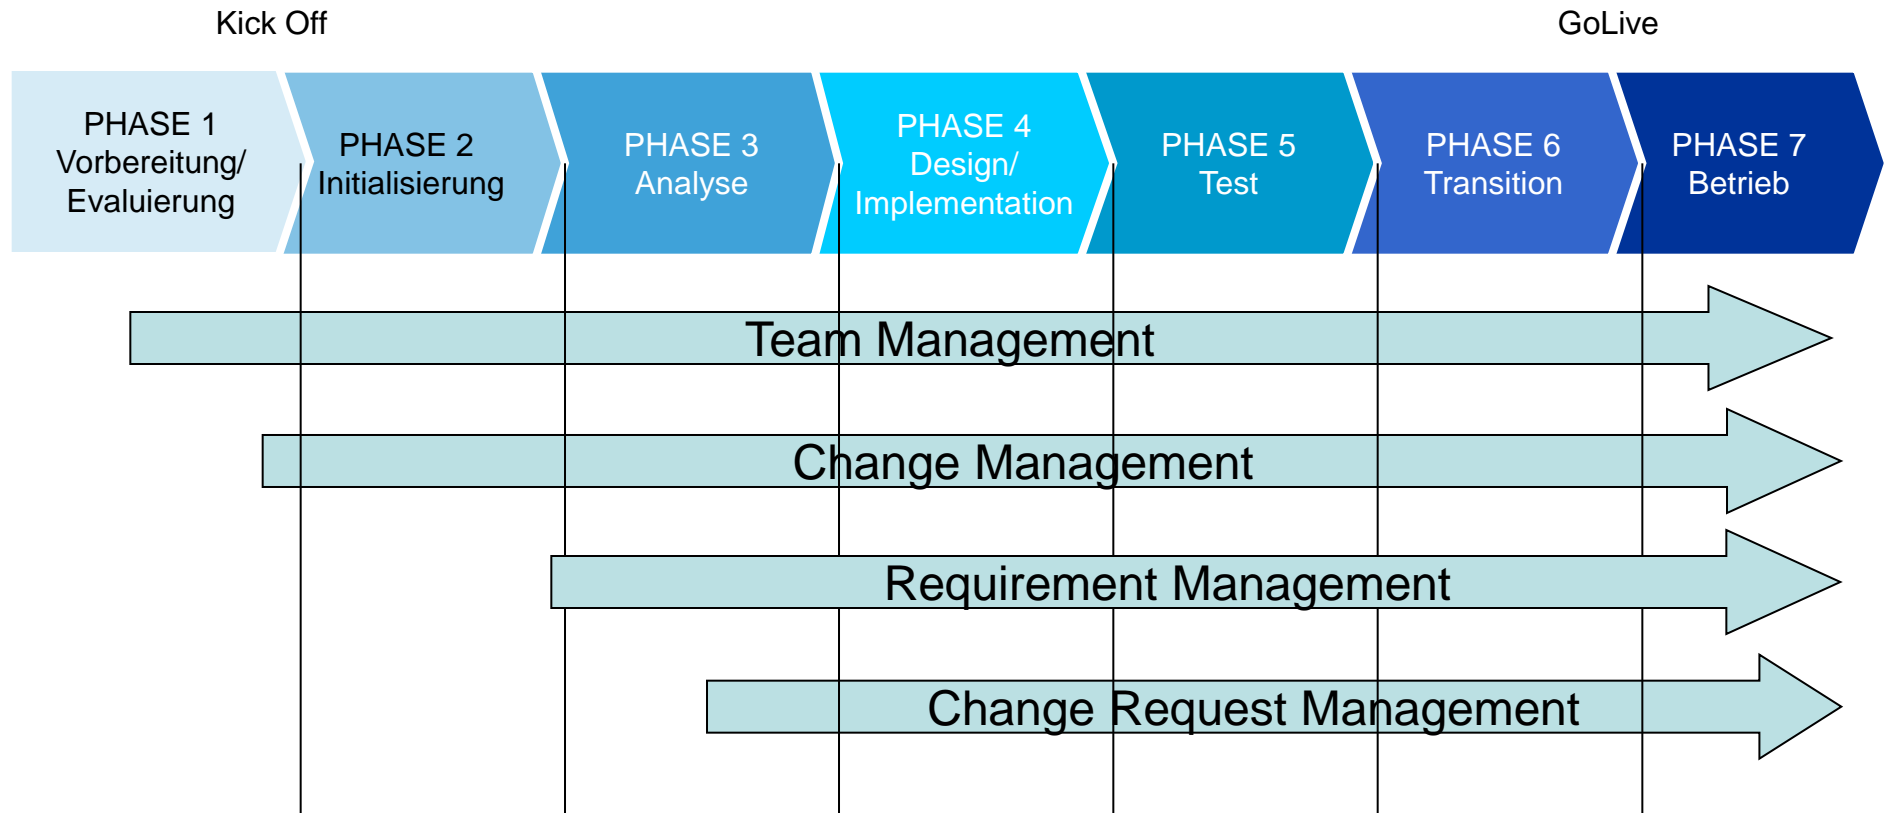 Kick Off
GoLive
PHASE 1
Vorbereitung/
Evaluierung
PHASE 2
Initialisierung
PHASE 3
Analyse
PHASE 4
Design/
Implementation
PHASE 5
Test
PHASE 6
Transition
PHASE 7
Betrieb
Team Management
Change Management
Requirement Management
Change Request Management